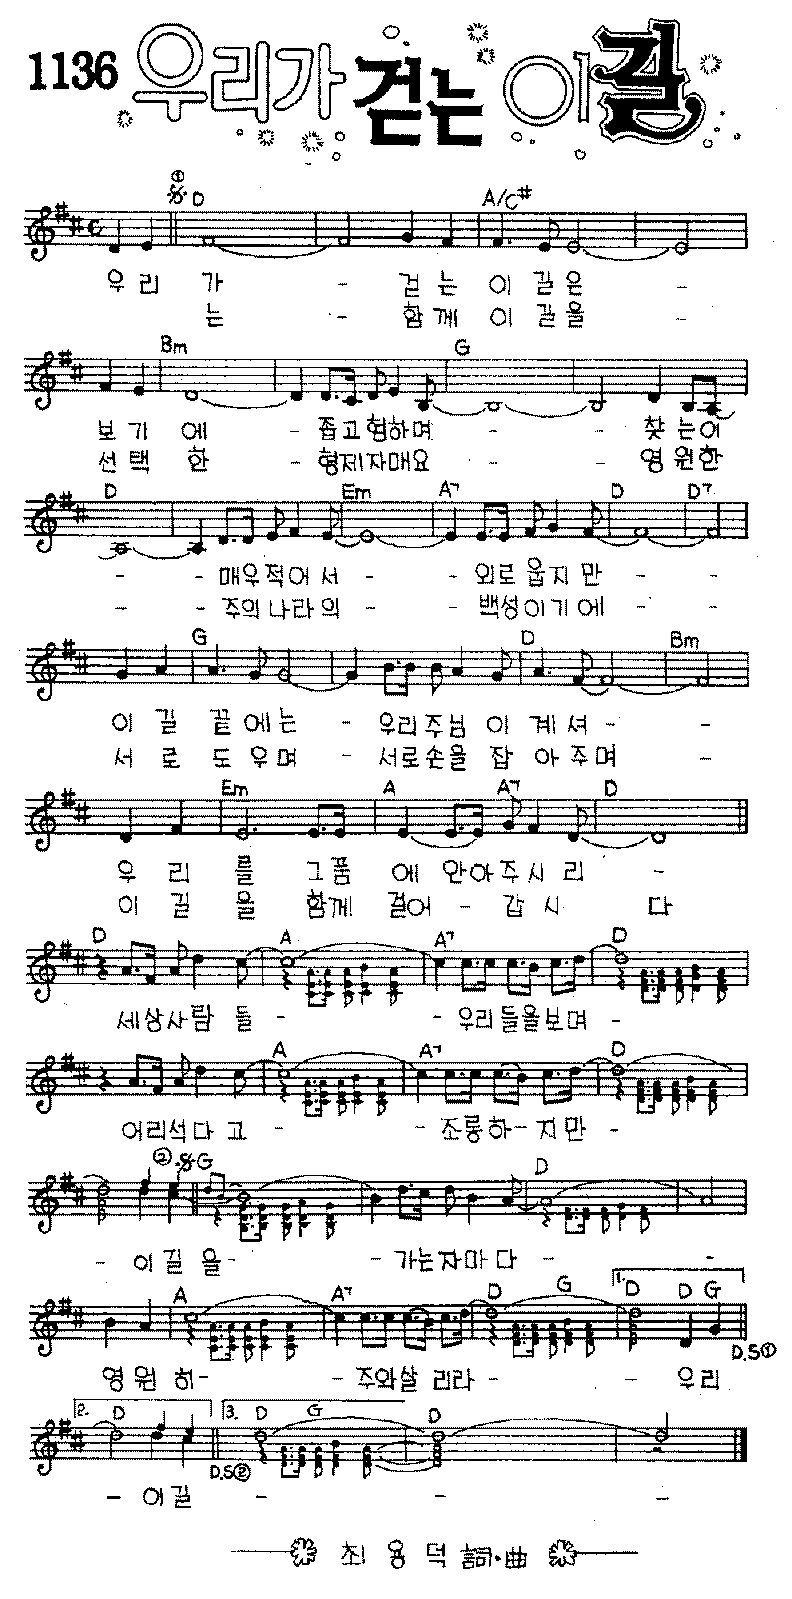 1136 우리가 걷는 이길
① D A/C#
우리 가 - 걷는 이 길은 -
는 - 함께 이 길을 -
Bm G
보기 에 - 좁고험하며 - - 찾는이
선택 한 - 형제자매요 - - 영원한
D Em A7 D D7
- - 매우적어서 - - 외로웁지만 - -
- - 주의나라의 - - 백성이기에 - -
G D Bm
이길 끝에는 - 우리주님 이 계셔 - -
서로 도우며 - 서로손을 잡 아주며 -
Em A A7 D
우리 를 그품 에 안아주시 리 -
이길 을 함께 걸어 - 갑시 다
D A A7 D
세상사람 들 - - 우리들을보며 -
A A7 D
어리석다고 - - 조롱하-지만 -
② G D
- 이길 을 - - 가는자마다 - -
A A7 D G 1. D D G
D.S①
영원 히 - - 주와살 리라 - - 우리
2. D 3. D G D
D.S②
- 이길 - - -
최용덕 詞·曲